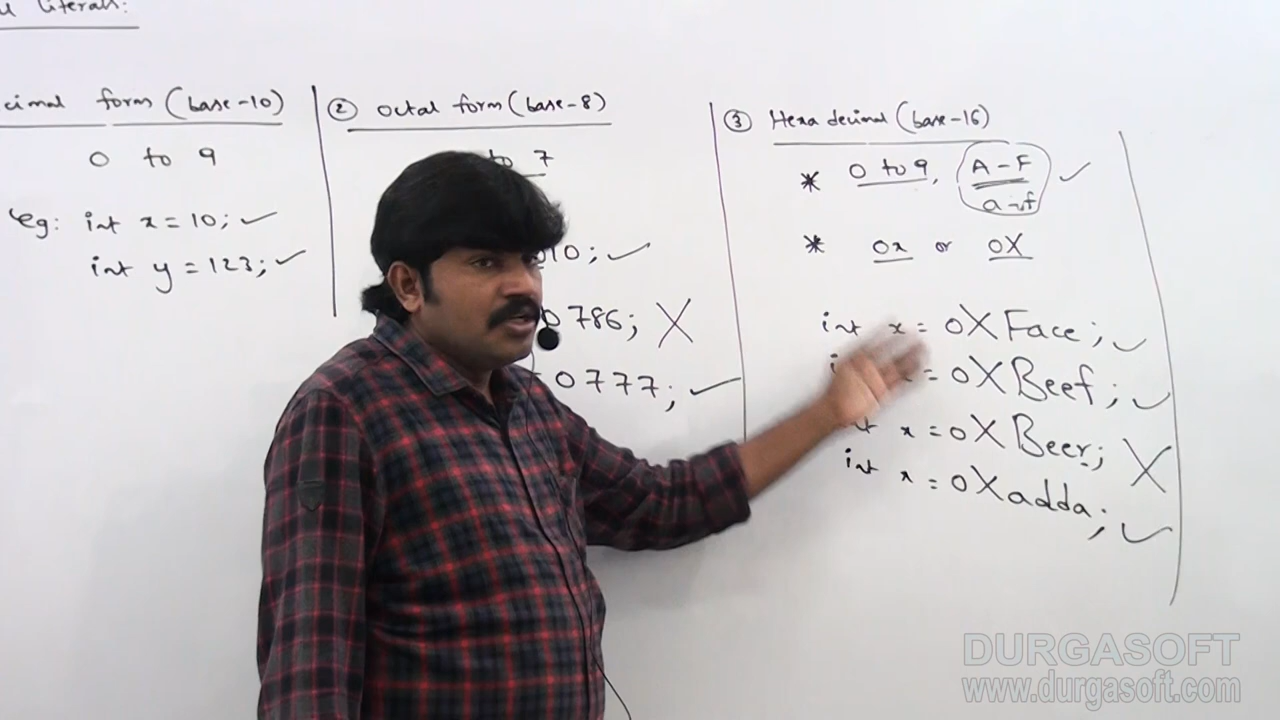 literals:
cimal form (base-10)
0 to 9
eg: int x = 10; ✓
int y = 123; ✓
② octal form (base-8)
to 7
010; ✓
0786; X
= 0777; ✓
③ Hexa decimal (base-16)
* 0 to 9, A-F ✓
a-f
* 0x or 0X
int x = 0XFace; ✓
x = 0XBeef; ✓
int x = 0XBeer; X
int x = 0Xadda; ✓
DURGASOFT
www.durgasoft.com